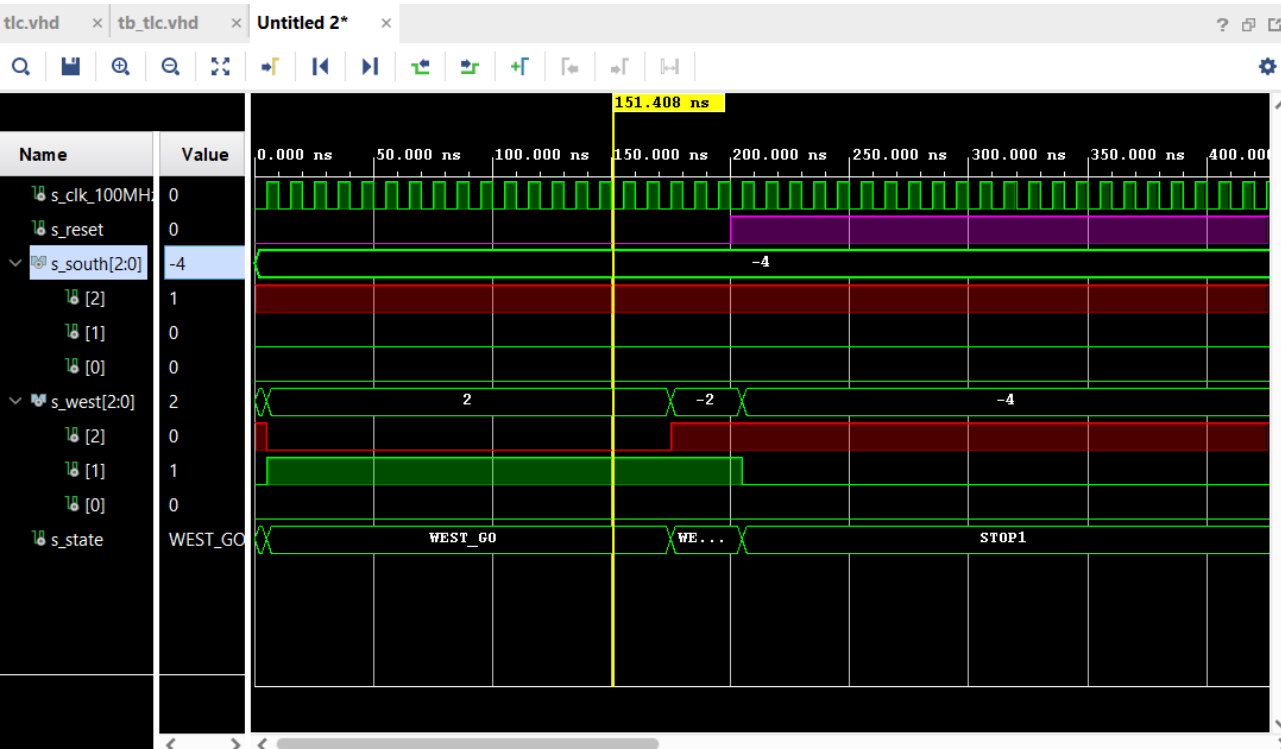 tlc.vhd × tb_tlc.vhd × Untitled 2* × ?
151.408 ns
Name Value 0.000 ns 50.000 ns 100.000 ns 150.000 ns 200.000 ns 250.000 ns 300.000 ns 350.000 ns 400.00
s_clk_100MHz 0
s_reset 0
s_south[2:0] -4 -4
[2] 1
[1] 0
[0] 0
s_west[2:0] 2 2 -2 -4
[2] 0
[1] 1
[0] 0
s_state WEST_GO WEST_GO WE... STOP1